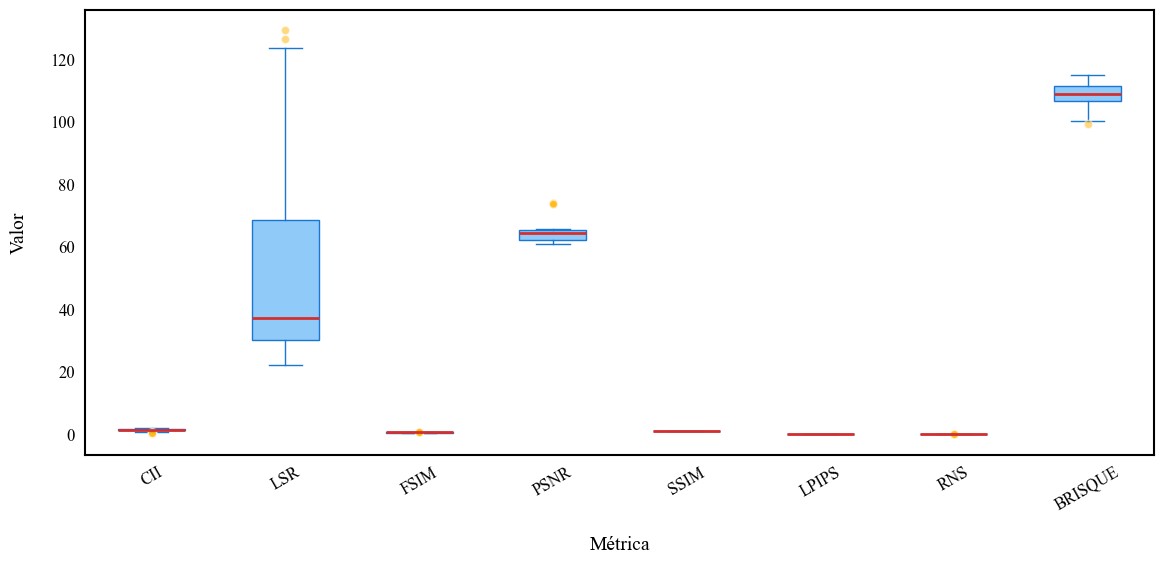 Valor
120
100
80
60
40
20
0
CII
LSR
FSIM
PSNR
SSIM
LPIPS
RNS
BRISQUE
Métrica